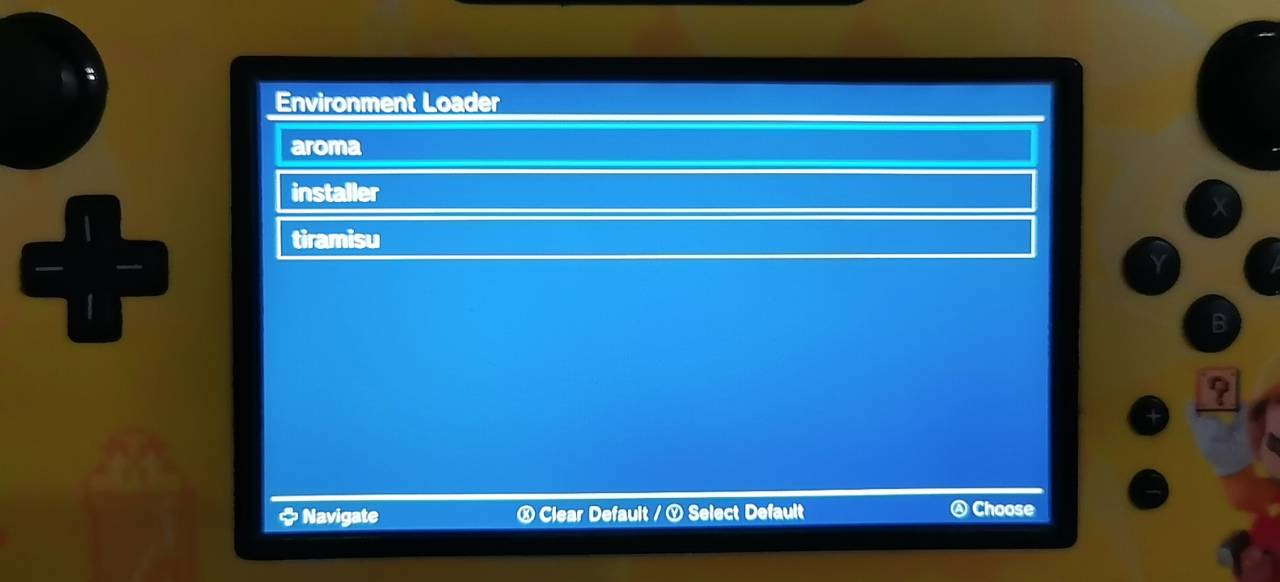 Environment Loader
aroma
installer
tiramisu
Navigate
X Clear Default / Y Select Default
A Choose
X
Y
A
B
+
?
-